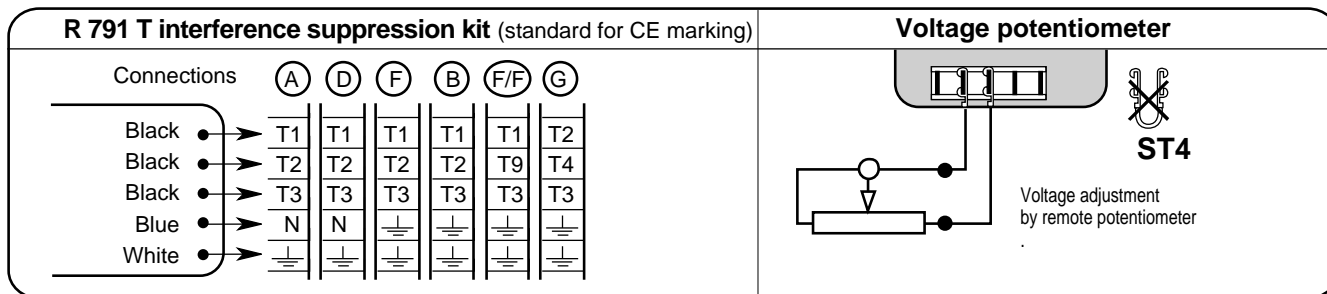 R 791 T interference suppression kit (standard for CE marking)
Connections A D F B F/F G
Black T1 T1 T1 T1 T1 T2
Black T2 T2 T2 T2 T9 T4
Black T3 T3 T3 T3 T3 T3
Blue N N
White
Voltage potentiometer
ST4
Voltage adjustment
by remote potentiometer
.